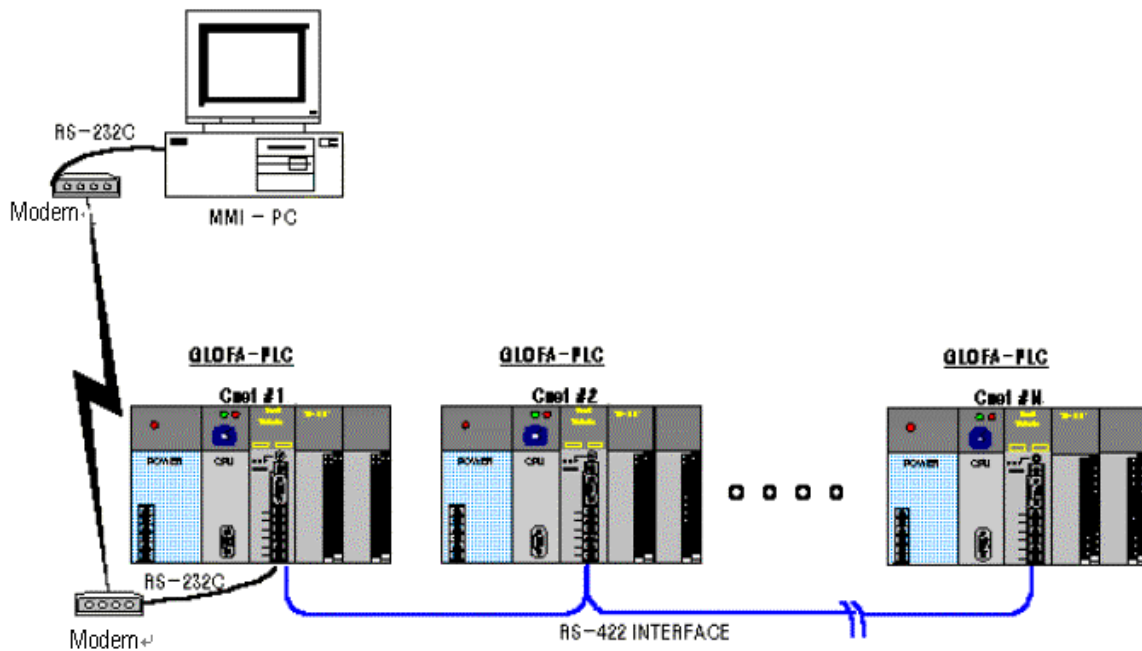 RS-232C
Modem
MMI - PC
GLOFA-PLC
GLOFA-PLC
GLOFA-PLC
Cnet #1
Cnet #2
Cnet #N
POWER
CPU
POWER
CPU
POWER
CPU
RS-232C
RS-422 INTERFACE
Modem↵